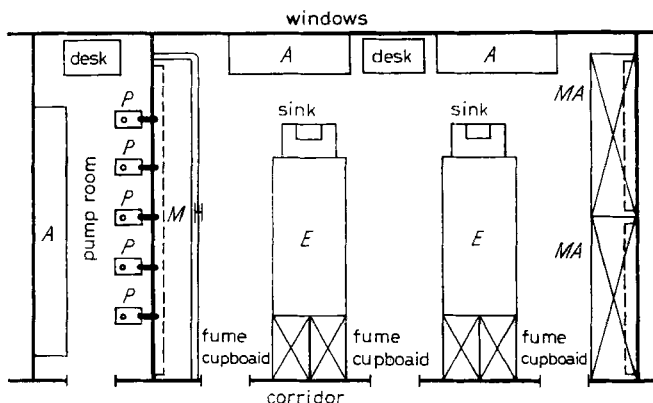 windows
desk
A
desk
A
P
MA
sink
sink
P
pump room
A
P
M
E
E
MA
P
P
fume
cupboaid
fume
cupboaid
fume
cupboaid
corridor